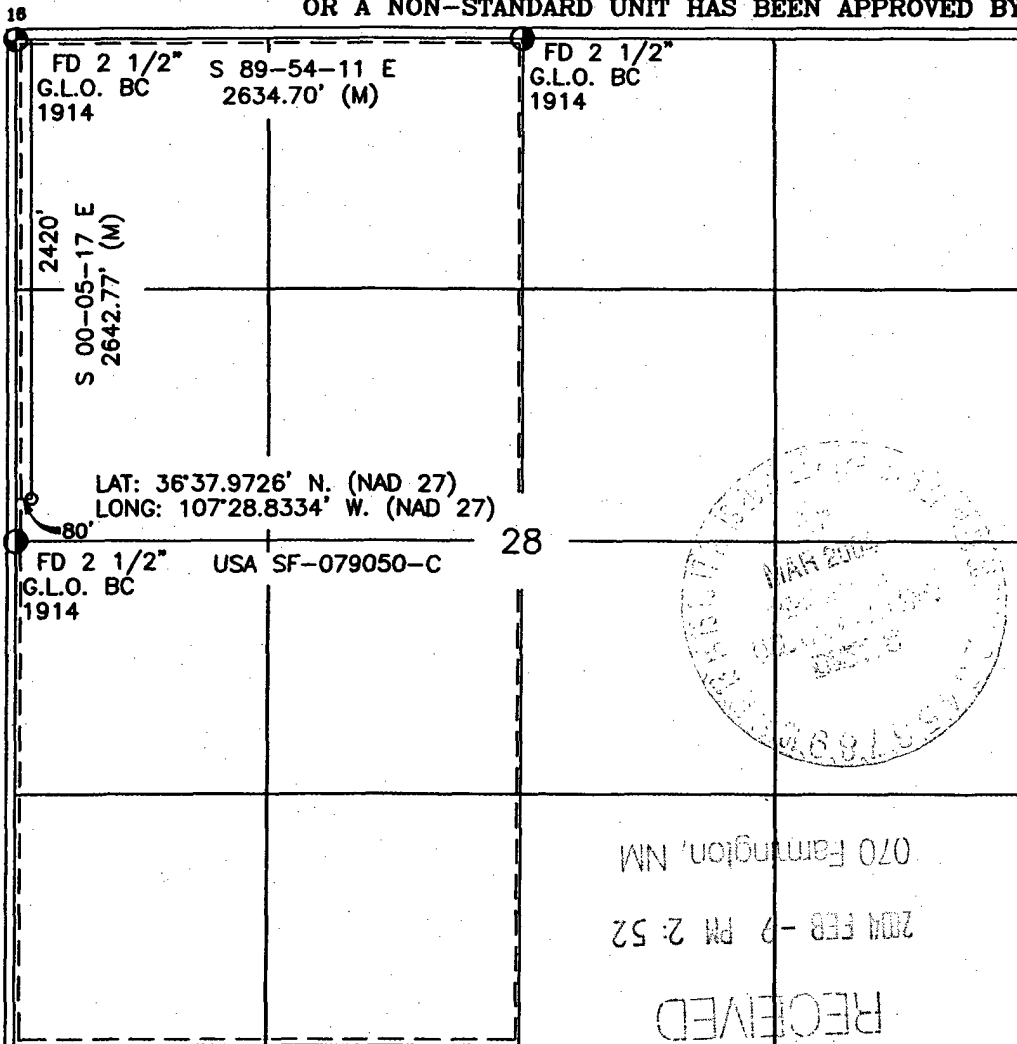 OR A NON-STANDARD UNIT HAS BEEN APPROVED BY
16
FD 2 1/2"
G.L.O. BC
1914
S 89-54-11 E
2634.70' (M)
FD 2 1/2"
G.L.O. BC
1914
2420'
S 00-05-17 E
2642.77' (M)
LAT: 36°37.9726' N. (NAD 27)
LONG: 107°28.8334' W. (NAD 27)
80'
28
FD 2 1/2"
G.L.O. BC
1914
USA SF-079050-C
MAR
070 Farmington, NM
FEB - 9 PM 2:52
RECEIVED